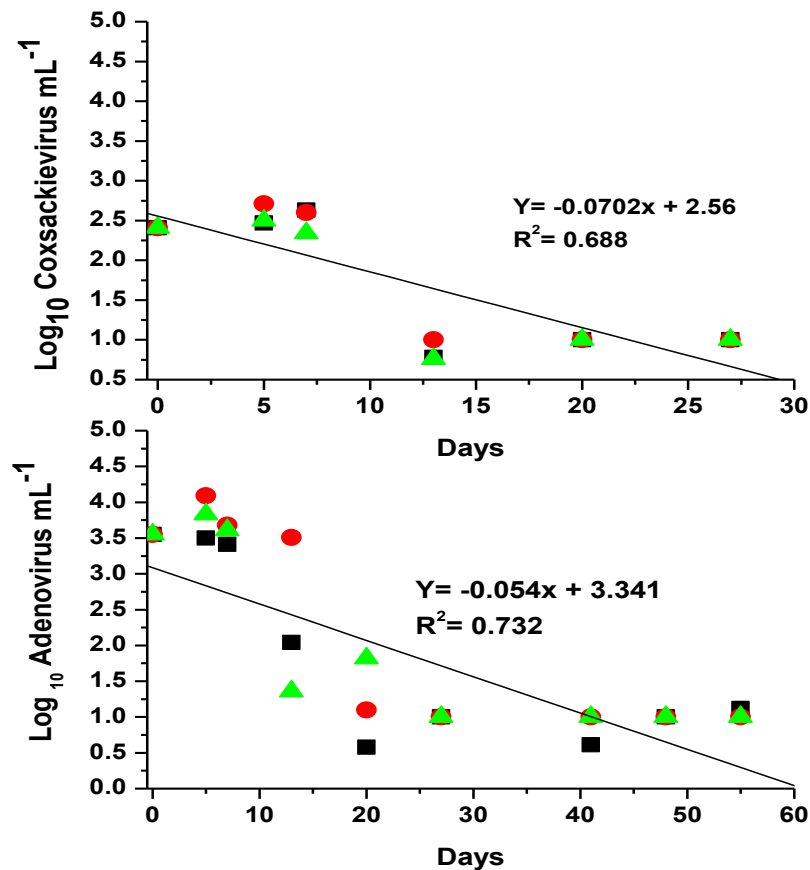 5.0
4.5
4.0
3.5
3.0
2.5
2.0
1.5
1.0
0.5
Log10 Coxsackievirus mL-1
Y= -0.0702x + 2.56
R2= 0.688
0 5 10 15 20 25 30
Days
5.0
4.5
4.0
3.5
3.0
2.5
2.0
1.5
1.0
0.5
0.0
Log 10 Adenovirus mL-1
Y= -0.054x + 3.341
R2= 0.732
0 10 20 30 40 50 60
Days